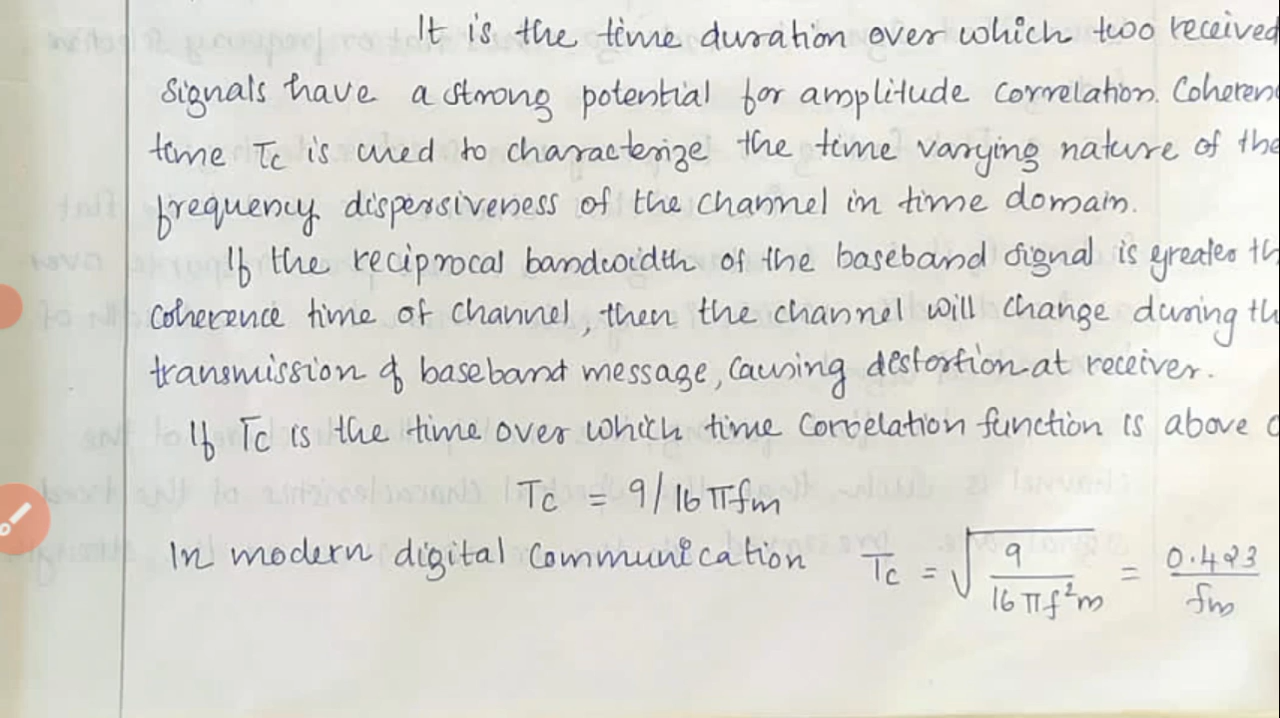 It is the time duration over which two received
signals have a strong potential for amplitude correlation. Coheren
time Tc is used to characterize the time varying nature of the
frequency dispersiveness of the channel in time domain.
If the reciprocal bandwidth of the baseband signal is greater th
coherence time of channel, then the channel will change during th
transmission of baseband message, causing distortion at receiver.
If Tc is the time over which time correlation function is above 0
Tc = 9/16πfm
In modern digital communication Tc = √(9/16πf²m) = 0.423/fm